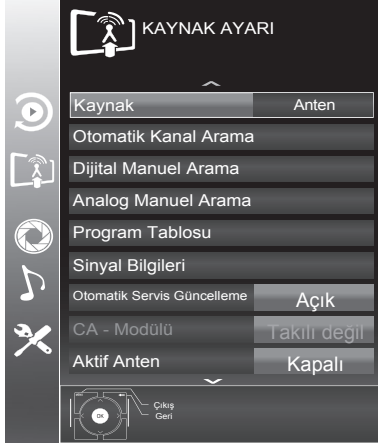 KAYNAK AYARI
Kaynak Anten
Otomatik Kanal Arama
Dijital Manuel Arama
Analog Manuel Arama
Program Tablosu
Sinyal Bilgileri
Otomatik Servis Güncelleme Açık
CA - Modülü Takılı değil
Aktif Anten Kapalı
Çıkış
Geri
OK